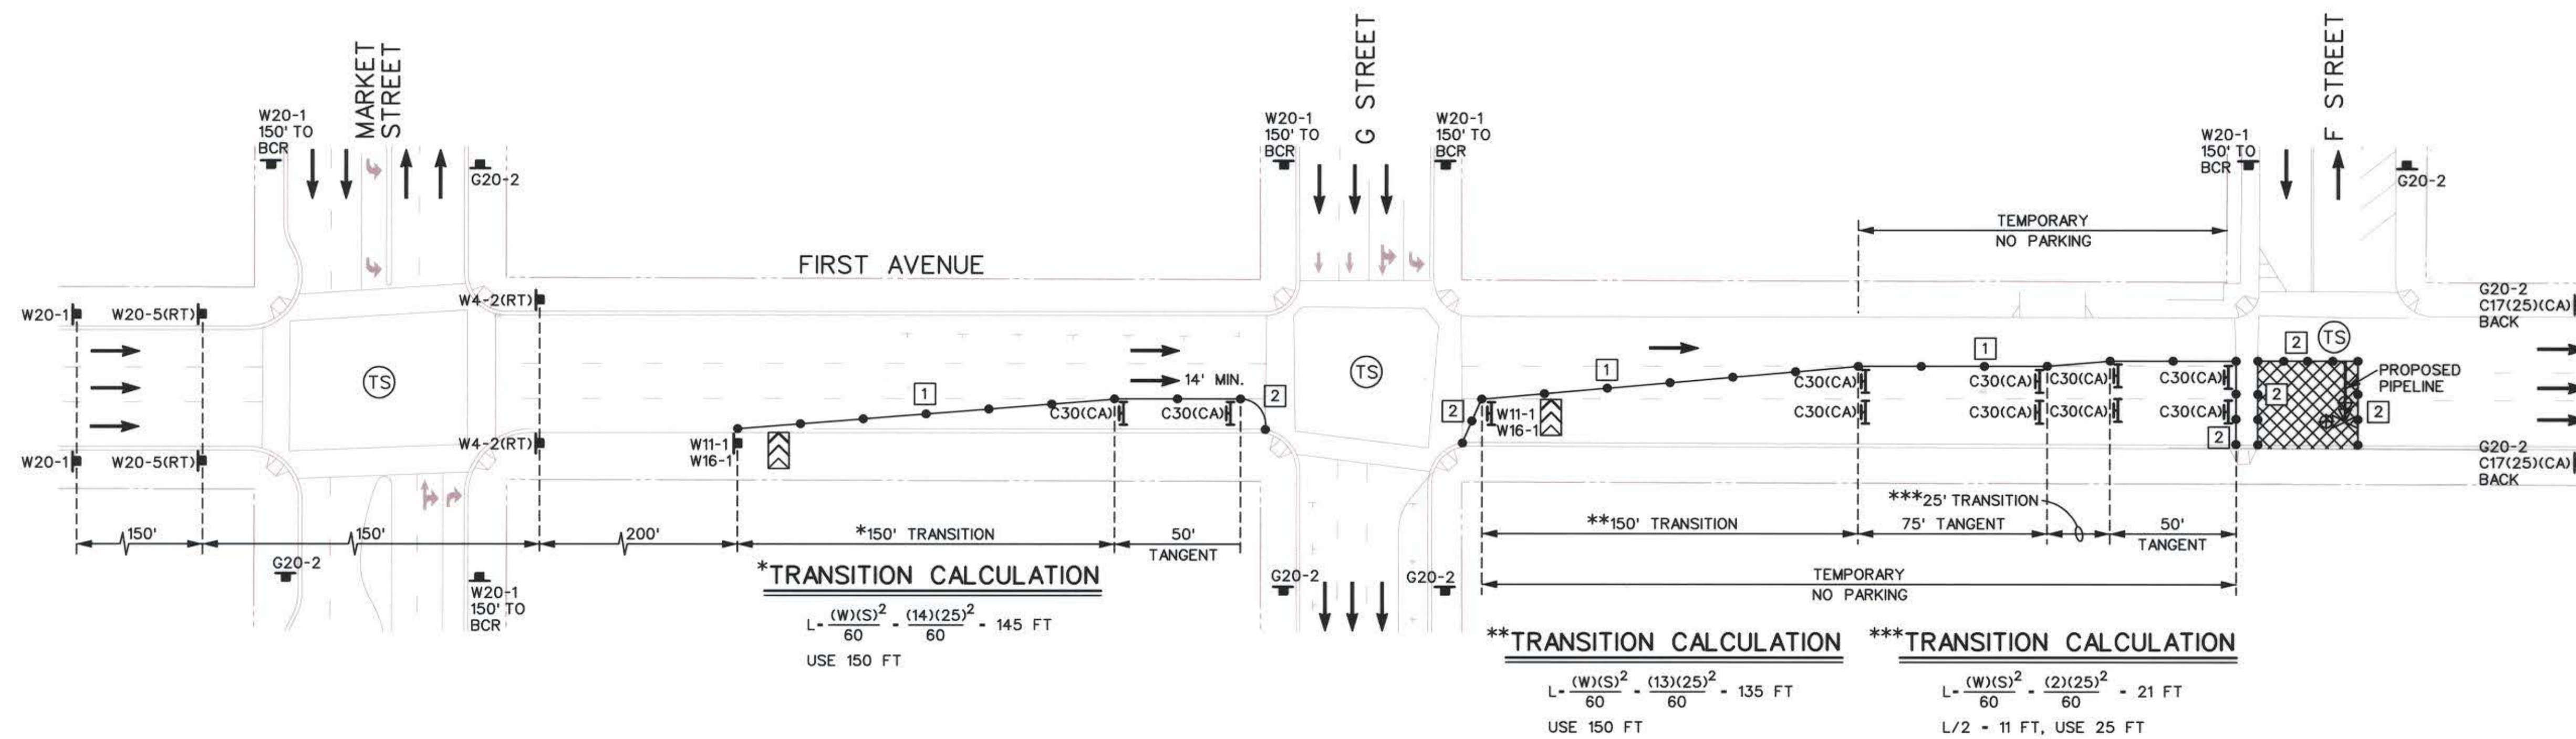 MARKET
STREET
G STREET
F STREET
W20-1
150' TO
BCR
G20-2
W20-1
150' TO
BCR
W20-1
150' TO
BCR
W20-1
150' TO
BCR
G20-2
TEMPORARY
NO PARKING
FIRST AVENUE
W20-1
W20-5(RT)
W4-2(RT)
TS
1
14' MIN.
2
C30(CA)
C30(CA)
W4-2(RT)
W20-1
W20-5(RT)
W11-1
W16-1
TS
2
W11-1
W16-1
1
1
C30(CA)
C30(CA)
C30(CA)
C30(CA)
C30(CA)
C30(CA)
C30(CA)
C30(CA)
2
TS
2
2
2
PROPOSED
PIPELINE
G20-2
C17(25)(CA)
BACK
G20-2
C17(25)(CA)
BACK
150'
150'
200'
*150' TRANSITION
50'
TANGENT
**150' TRANSITION
75' TANGENT
***25' TRANSITION
50'
TANGENT
G20-2
W20-1
150' TO
BCR
G20-2
G20-2
TEMPORARY
NO PARKING
*TRANSITION CALCULATION
L-(W)(S)²/60 - (14)(25)²/60 - 145 FT
USE 150 FT
**TRANSITION CALCULATION
L-(W)(S)²/60 - (13)(25)²/60 - 135 FT
USE 150 FT
***TRANSITION CALCULATION
L-(W)(S)²/60 - (2)(25)²/60 - 21 FT
L/2 - 11 FT, USE 25 FT